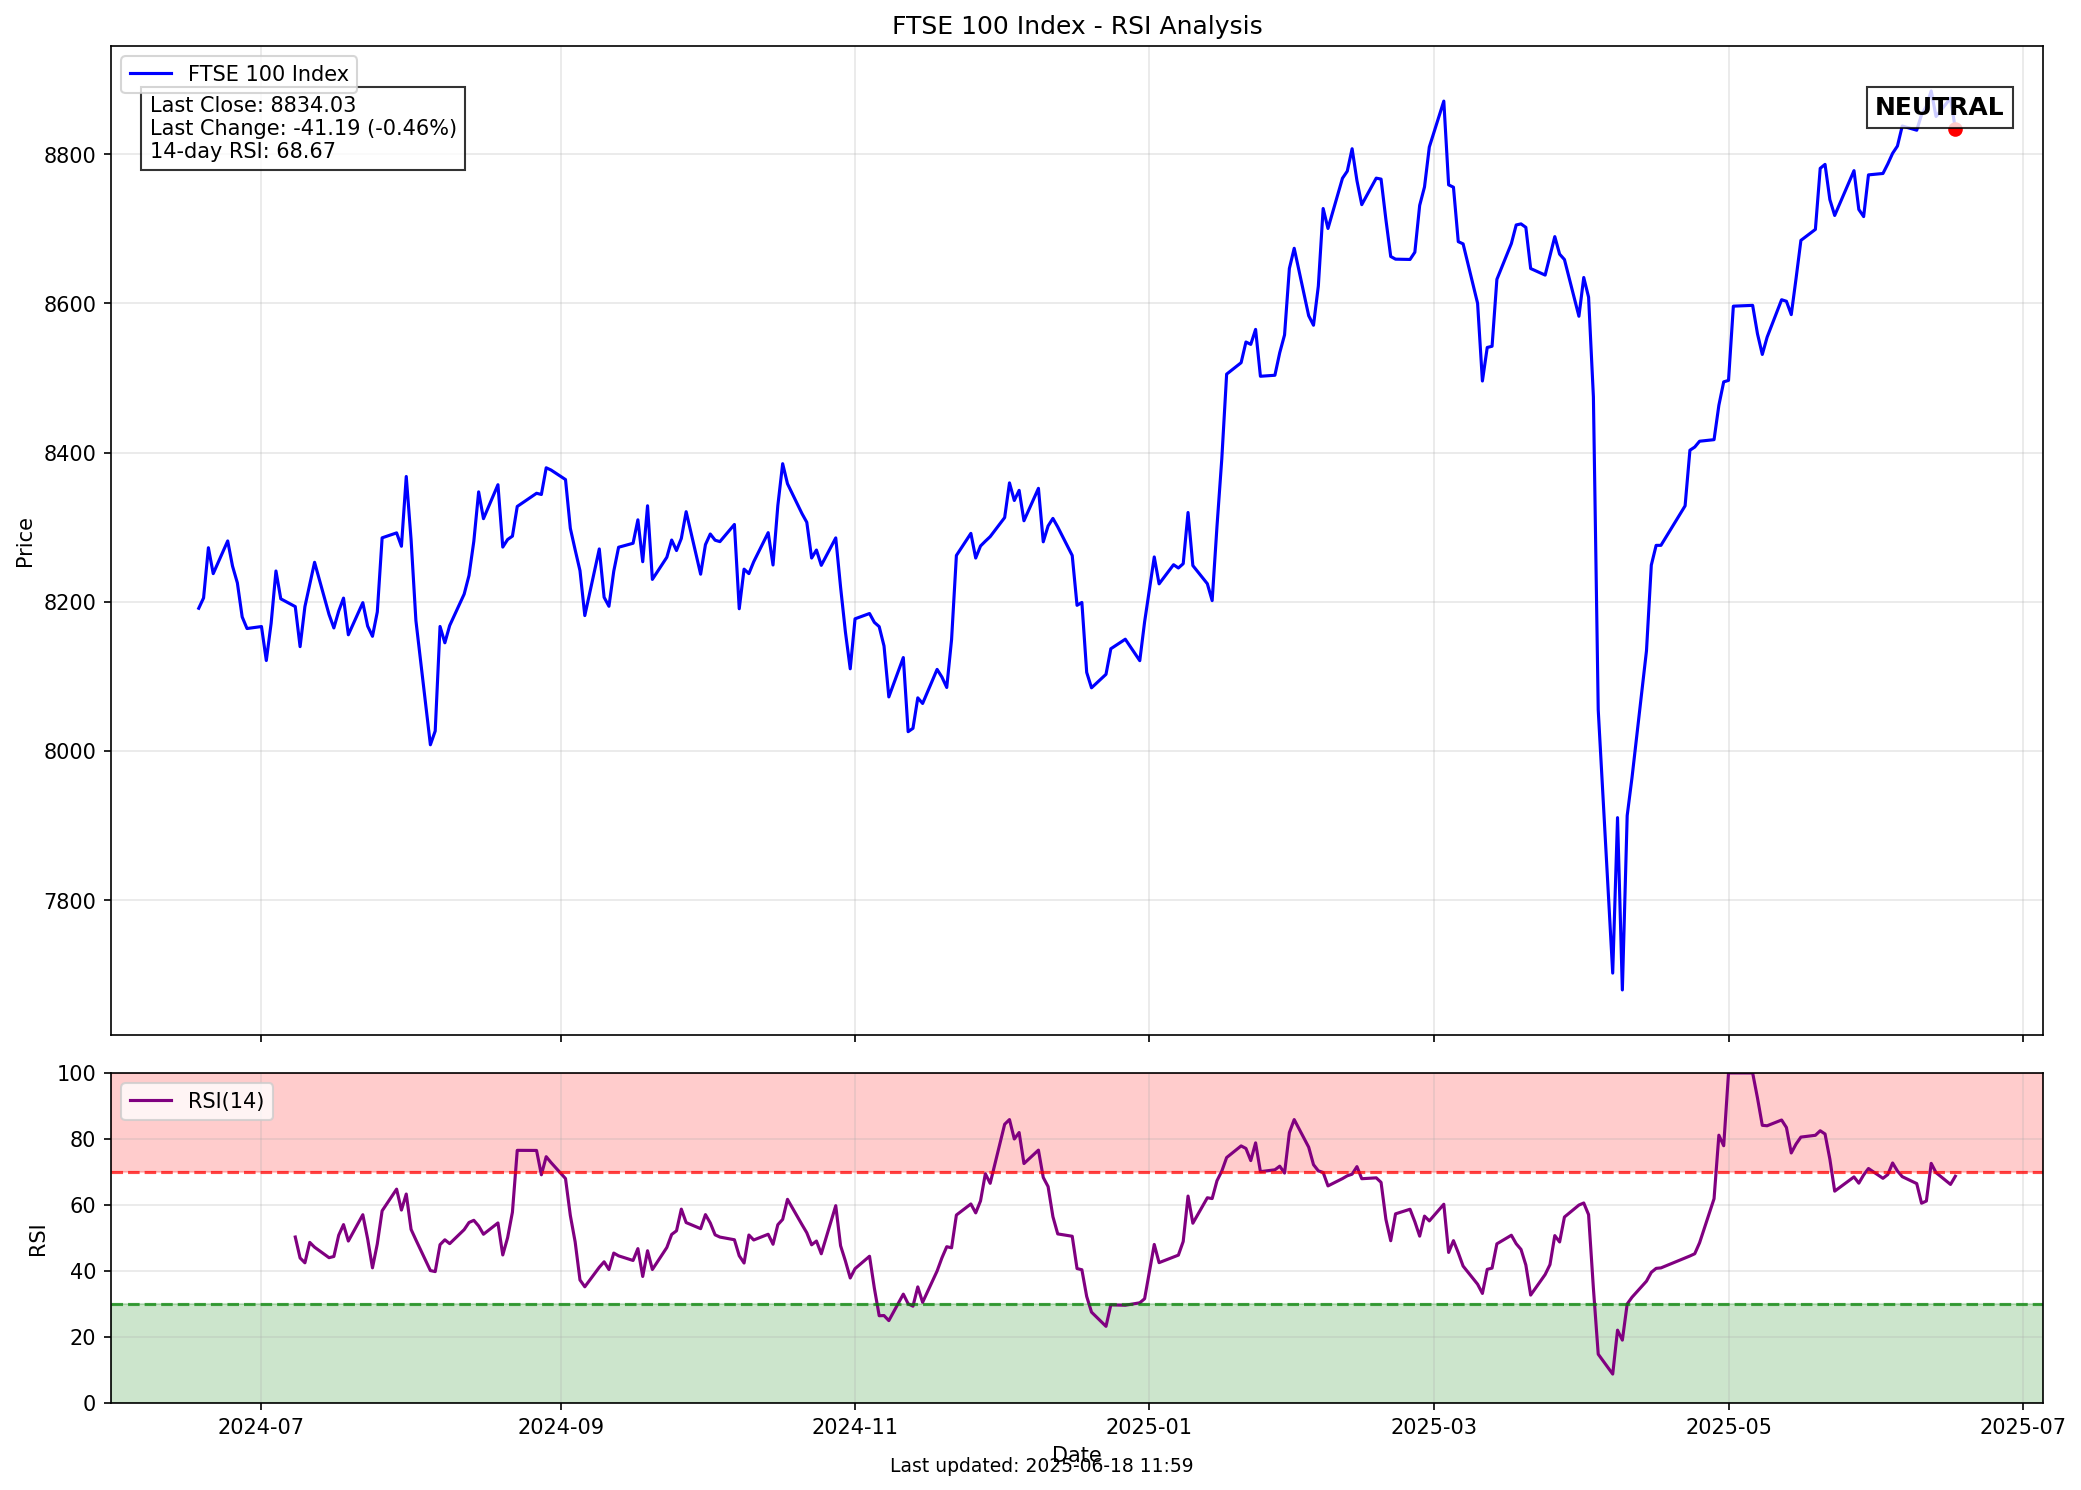 FTSE 100 Index - RSI Analysis
FTSE 100 Index
Last Close: 8834.03
Last Change: -41.19 (-0.46%)
14-day RSI: 68.67
NEUTRAL
Price
8800
8600
8400
8200
8000
7800
RSI(14)
RSI
100
80
60
40
20
0
2024-07
2024-09
2024-11
2025-01
2025-03
2025-05
2025-07
Date
Last updated: 2025-06-18 11:59